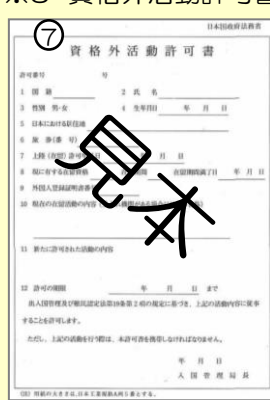 日本国政府法務省
⑦
資格外活動許可書
許可番号 号
1 国籍 2 氏名
3 性別 男・女 4 生年月日 年 月 日
5 日本における居住地
6 旅券(番号)
7 上陸(在留)許可 月 日
8 現に有する在留資格 期間 在留期間満了日 年 月 日
9 外国人登録証明書番
10 現在の在留活動の内容
11 新たに許可された活動の内容
12 許可の期限 年 月 日 まで
出入国管理及び難民認定法第19条第2項の規定に基づき、上記の活動内容に従事
することを許可します。
ただし、上記の活動を行う際は、本許可書を携帯しなければなりません。
年 月 日
入国管理局長
(注) 用紙の大きさは、日本工業規格A列5番とする。
見本